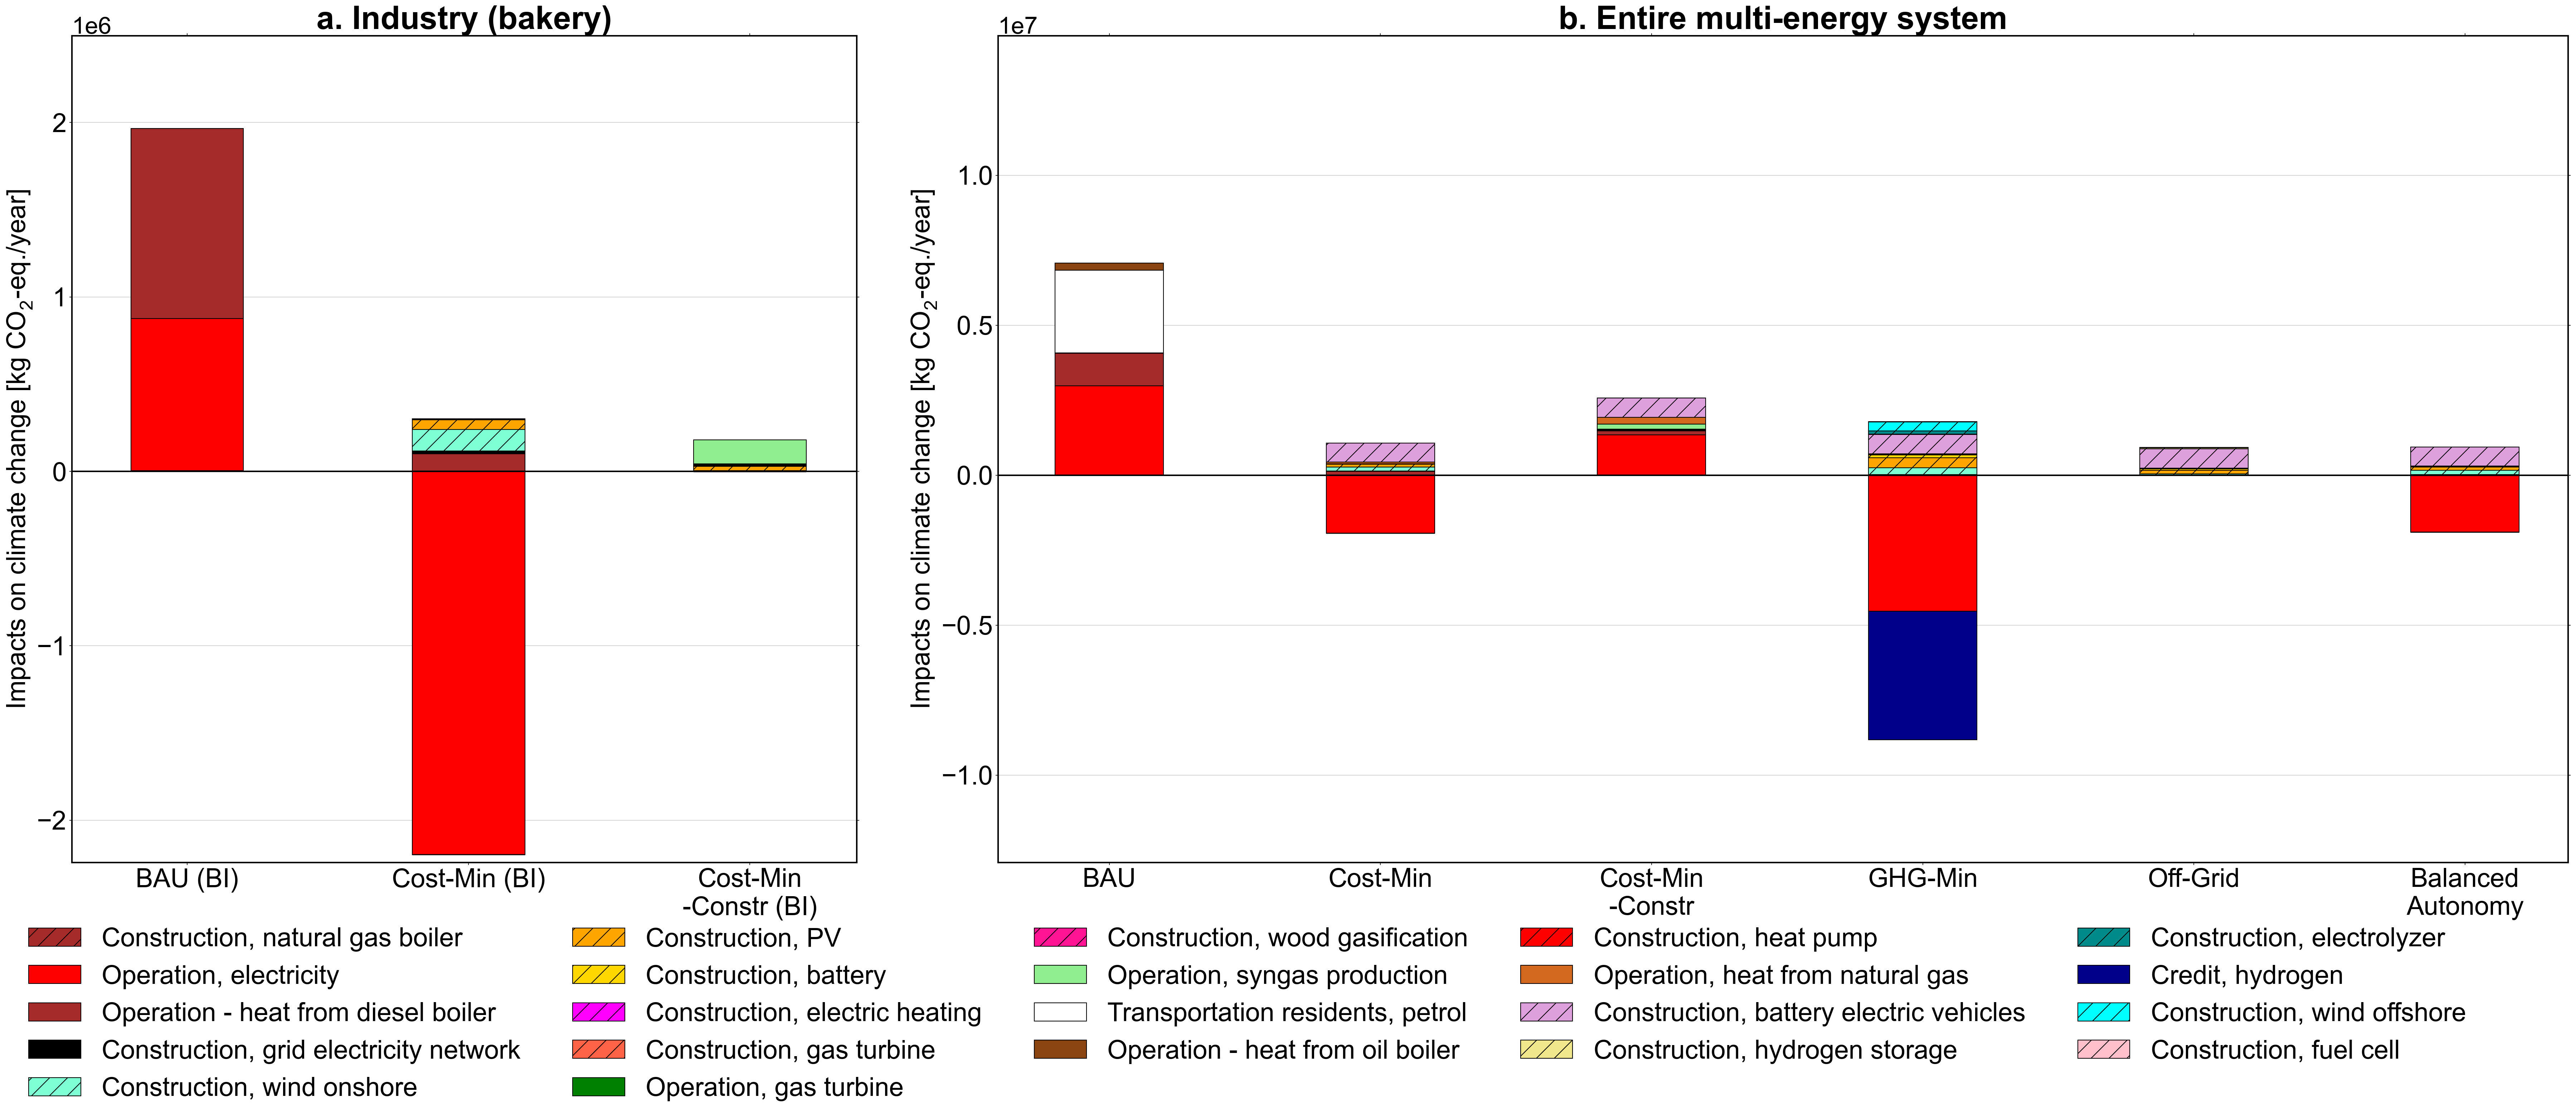 a. Industry (bakery)
1e6
Impacts on climate change [kg CO₂-eq./year]
2
1
0
−1
−2
BAU (BI)
Cost-Min (BI)
Cost-Min
-Constr (BI)
b. Entire multi-energy system
1e7
Impacts on climate change [kg CO₂-eq./year]
1.0
0.5
0.0
−0.5
−1.0
BAU
Cost-Min
Cost-Min
-Constr
GHG-Min
Off-Grid
Balanced
Autonomy
Construction, natural gas boiler
Operation, electricity
Operation - heat from diesel boiler
Construction, grid electricity network
Construction, wind onshore
Construction, PV
Construction, battery
Construction, electric heating
Construction, gas turbine
Operation, gas turbine
Construction, wood gasification
Operation, syngas production
Transportation residents, petrol
Operation - heat from oil boiler
Construction, heat pump
Operation, heat from natural gas
Construction, battery electric vehicles
Construction, hydrogen storage
Construction, electrolyzer
Credit, hydrogen
Construction, wind offshore
Construction, fuel cell